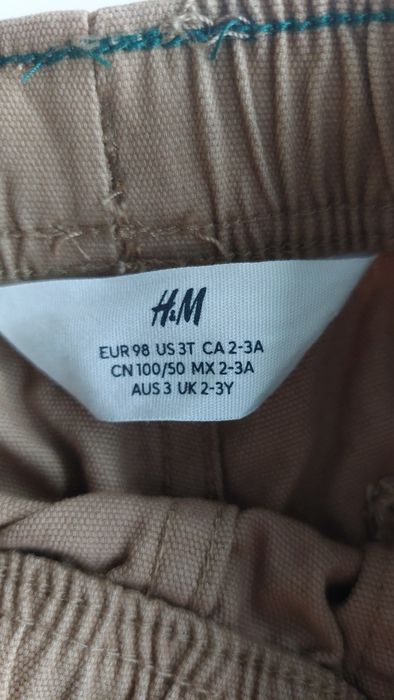 H&M
EUR 98 US 3T CA 2-3A
CN 100/50 MX 2-3A
AUS 3 UK 2-3Y